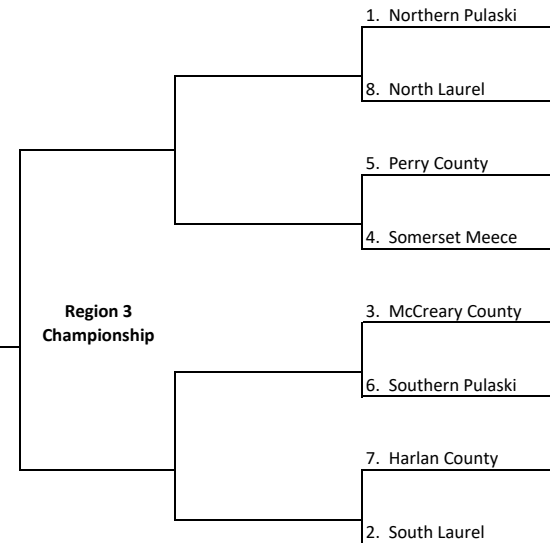 1. Northern Pulaski
8. North Laurel
5. Perry County
4. Somerset Meece
Region 3
Championship
3. McCreary County
6. Southern Pulaski
7. Harlan County
2. South Laurel